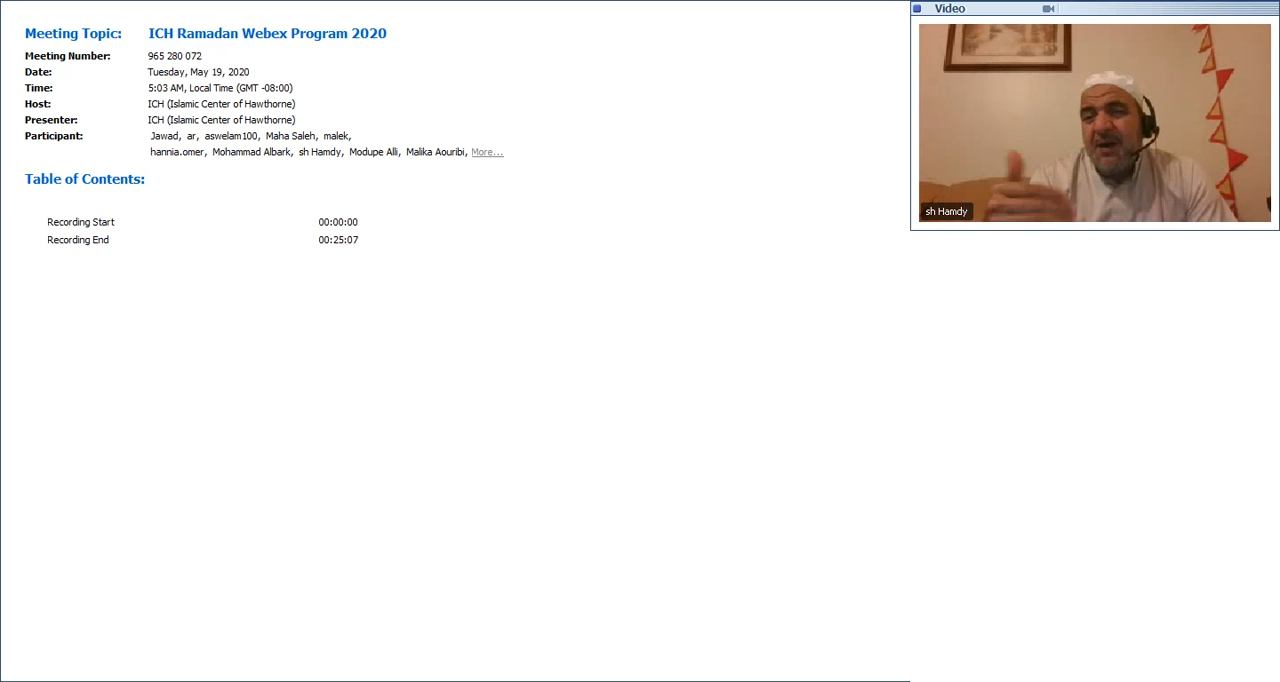 Meeting Topic: ICH Ramadan Webex Program 2020
Meeting Number: 965 280 072
Date: Tuesday, May 19, 2020
Time: 5:03 AM, Local Time (GMT -08:00)
Host: ICH (Islamic Center of Hawthorne)
Presenter: ICH (Islamic Center of Hawthorne)
Participant: Jawad, ar, aswelam100, Maha Saleh, malek,
hannia.omer, Mohammad Albark, sh Hamdy, Modupe Alli, Malika Aouribi, More...
Table of Contents:
Recording Start 00:00:00
Recording End 00:25:07
Video
sh Hamdy